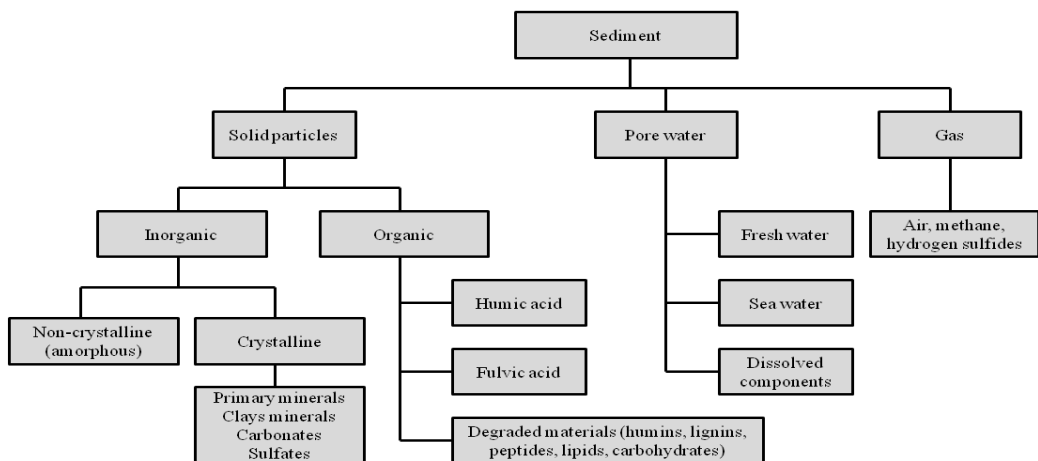 Sediment
Solid particles
Pore water
Gas
Inorganic
Organic
Fresh water
Air, methane,
hydrogen sulfides
Humic acid
Sea water
Non-crystalline
(amorphous)
Crystalline
Fulvic acid
Dissolved
components
Primary minerals
Clays minerals
Carbonates
Sulfates
Degraded materials (humins, lignins,
peptides, lipids, carbohydrates)